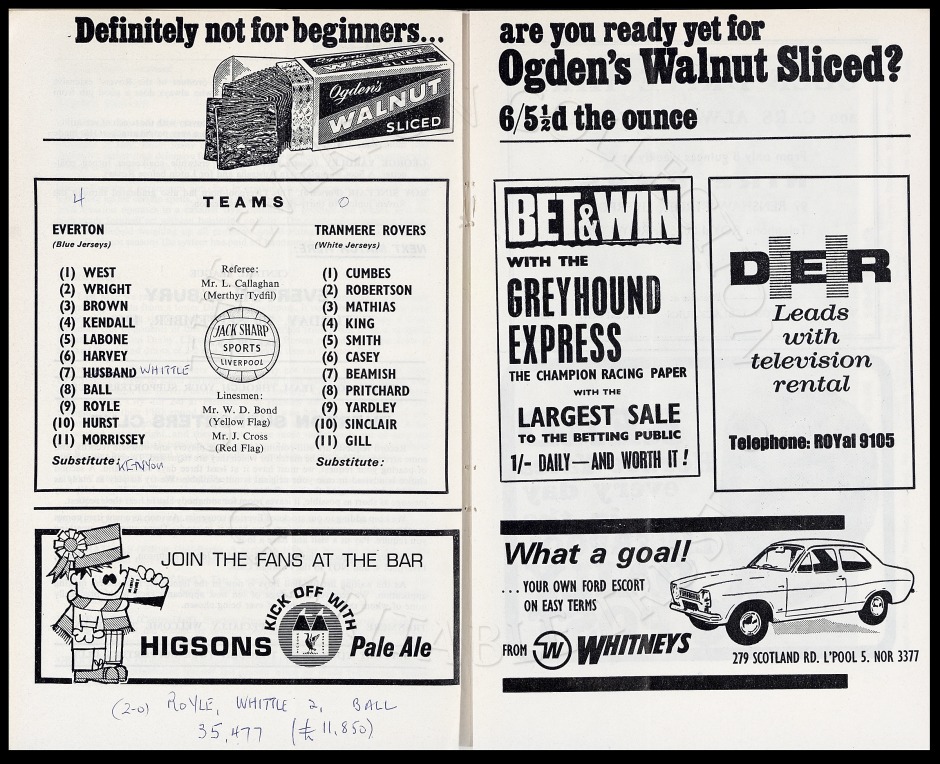 Definitely not for beginners...
Ogden's
WALNUT
SLICED
Ogden's
WALNUT
SLICED
4 TEAMS 0
EVERTON
(Blue Jerseys)
(1) WEST
(2) WRIGHT
(3) BROWN
(4) KENDALL
(5) LABONE
(6) HARVEY
(7) HUSBAND WHITTLE
(8) BALL
(9) ROYLE
(10) HURST
(11) MORRISSEY
Substitute: KENYON
Referee:
Mr. L. Callaghan
(Merthyr Tydfil)
JACK SHARP
SPORTS
LIVERPOOL
Linesmen:
Mr. W. D. Bond
(Yellow Flag)
Mr. J. Cross
(Red Flag)
TRANMERE ROVERS
(White Jerseys)
(1) CUMBES
(2) ROBERTSON
(3) MATHIAS
(4) KING
(5) SMITH
(6) CASEY
(7) BEAMISH
(8) PRITCHARD
(9) YARDLEY
(10) SINCLAIR
(11) GILL
Substitute:
JOIN THE FANS AT THE BAR
KICK OFF WITH
HIGSONS Pale Ale
(2-0) ROYLE, WHITTLE 2, BALL
35,477 (£11,850)
are you ready yet for
Ogden's Walnut Sliced?
6/5½d the ounce
BET & WIN
WITH THE
GREYHOUND
EXPRESS
THE CHAMPION RACING PAPER
WITH THE
LARGEST SALE
TO THE BETTING PUBLIC
1/- DAILY—AND WORTH IT!
DER
Leads
with
television
rental
Telephone: ROYal 9105
What a goal!
...YOUR OWN FORD ESCORT
ON EASY TERMS
FROM W WHITNEYS
279 SCOTLAND RD. L'POOL 5. NOR 3377